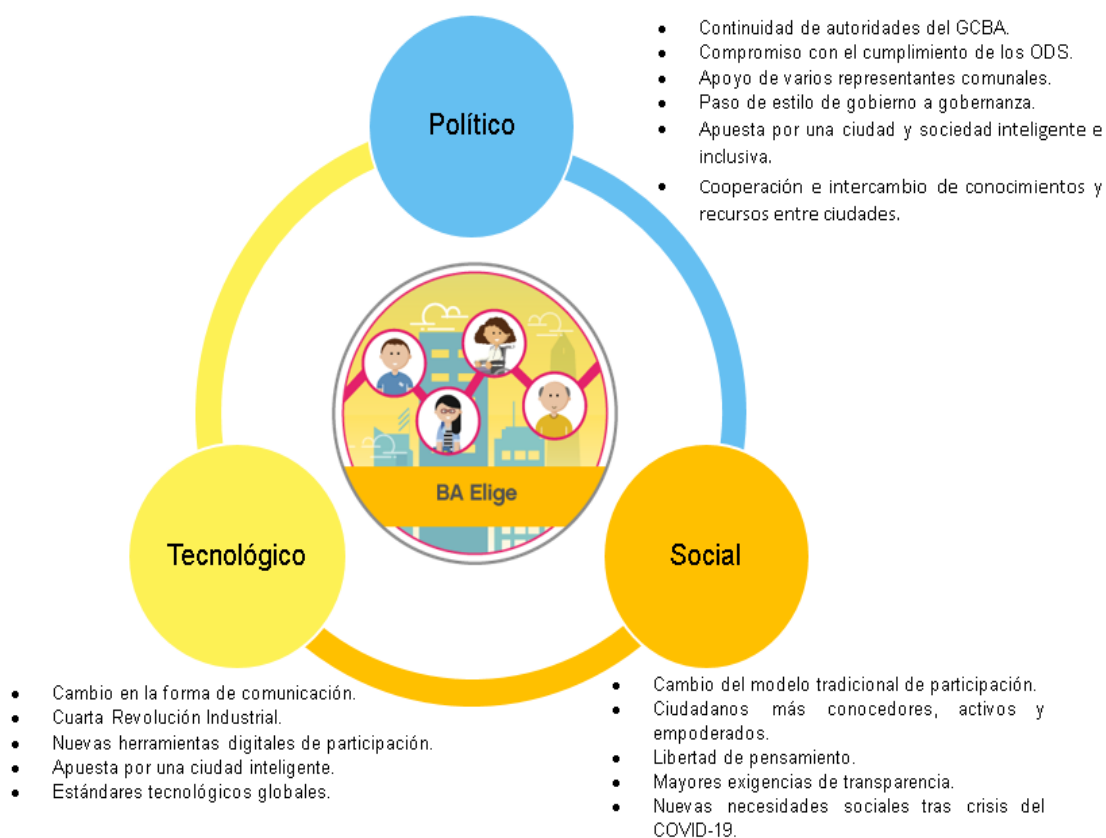 Político
• Continuidad de autoridades del GCBA.
• Compromiso con el cumplimiento de los ODS.
• Apoyo de varios representantes comunales.
• Paso de estilo de gobierno a gobernanza.
• Apuesta por una ciudad y sociedad inteligente e
inclusiva.
• Cooperación e intercambio de conocimientos y
recursos entre ciudades.
BA Elige
Tecnológico
• Cambio en la forma de comunicación.
• Cuarta Revolución Industrial.
• Nuevas herramientas digitales de participación.
• Apuesta por una ciudad inteligente.
• Estándares tecnológicos globales.
Social
• Cambio del modelo tradicional de participación.
• Ciudadanos más conocedores, activos y
empoderados.
• Libertad de pensamiento.
• Mayores exigencias de transparencia.
• Nuevas necesidades sociales tras crisis del
COVID-19.